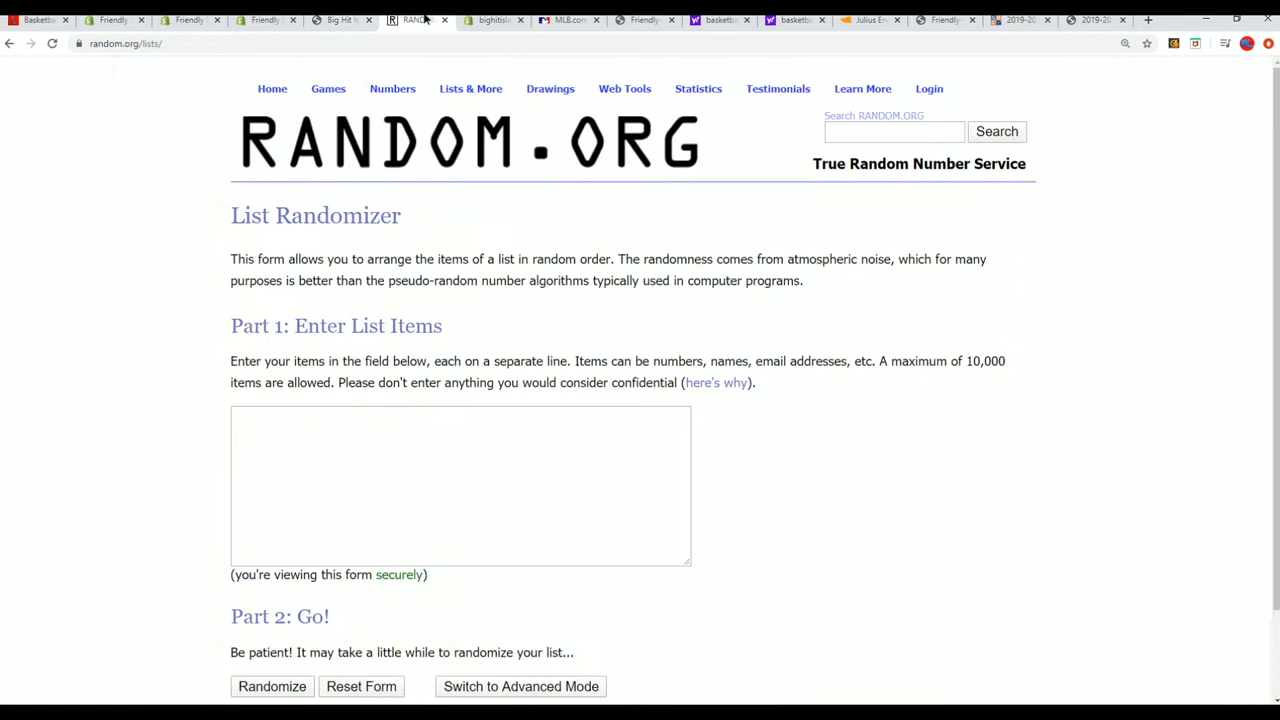 Basketb
Friendly
Friendly
Friendly
Big Hit Is
RAND
bighitisla
MLB.com
Friendly-
basketba
basketb
Julius En
Friendly-
2019-20
2019-20
random.org/lists/
Home Games Numbers Lists & More Drawings Web Tools Statistics Testimonials Learn More Login
RANDOM.ORG
Search RANDOM.ORG
Search
True Random Number Service
List Randomizer
This form allows you to arrange the items of a list in random order. The randomness comes from atmospheric noise, which for many
purposes is better than the pseudo-random number algorithms typically used in computer programs.
Part 1: Enter List Items
Enter your items in the field below, each on a separate line. Items can be numbers, names, email addresses, etc. A maximum of 10,000
items are allowed. Please don't enter anything you would consider confidential (here's why).
(you're viewing this form securely)
Part 2: Go!
Be patient! It may take a little while to randomize your list...
Randomize Reset Form Switch to Advanced Mode